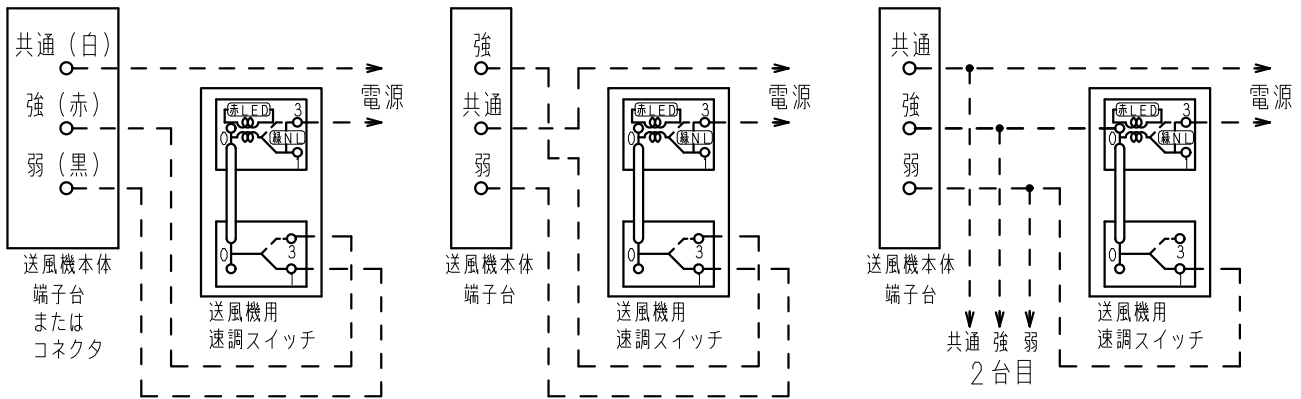 共通（白）
強（赤）
弱（黒）
電源
赤LED
3
0
緑NL
1
0
3
1
送風機本体
端子台
または
コネクタ
送風機用
速調スイッチ
強
共通
弱
電源
赤LED
3
0
緑NL
1
0
3
1
送風機本体
端子台
送風機用
速調スイッチ
共通
強
弱
電源
赤LED
3
0
緑NL
1
0
3
1
送風機本体
端子台
送風機用
速調スイッチ
共通 強 弱
2台目